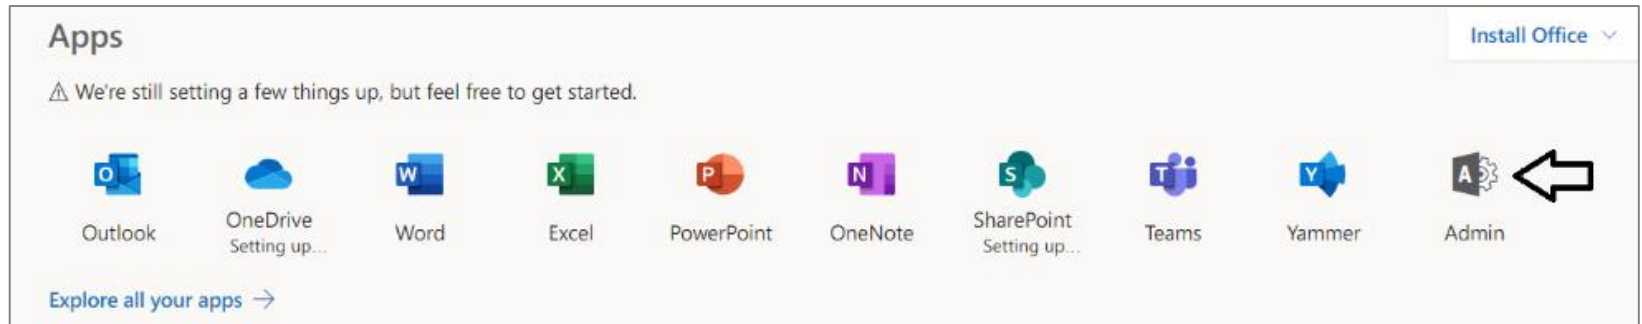 Apps
Install Office
⚠ We're still setting a few things up, but feel free to get started.
O
W
X
P
N
S
T
Y
A
Outlook
OneDrive
Setting up...
Word
Excel
PowerPoint
OneNote
SharePoint
Setting up...
Teams
Yammer
Admin
Explore all your apps →